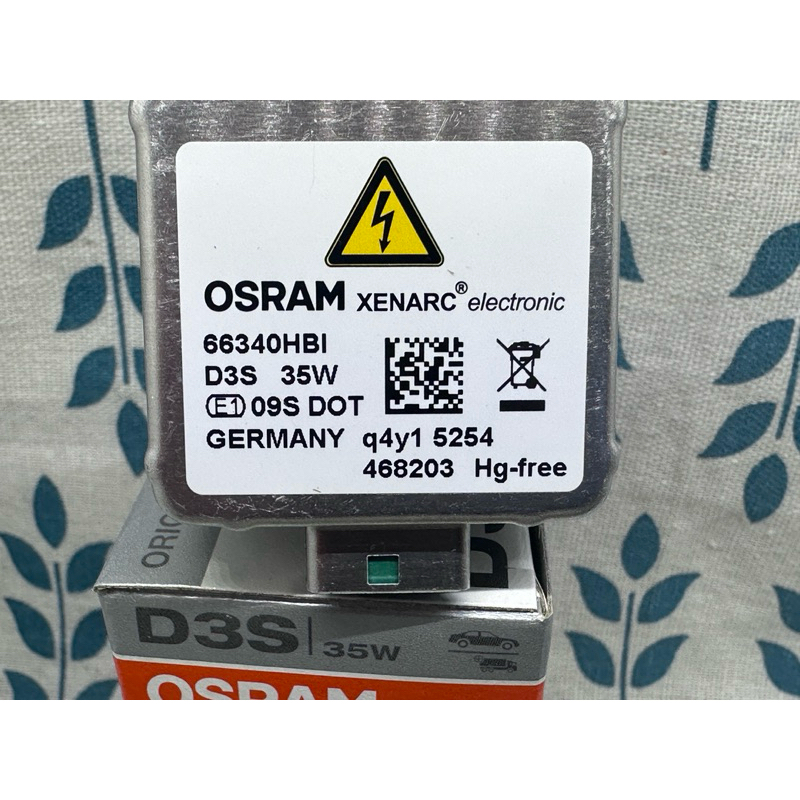 OSRAM XENARC® electronic
66340HBI
D3S 35W
E1 09S DOT
GERMANY q4y1 5254
468203 Hg-free
D3S 35W
OSRAM